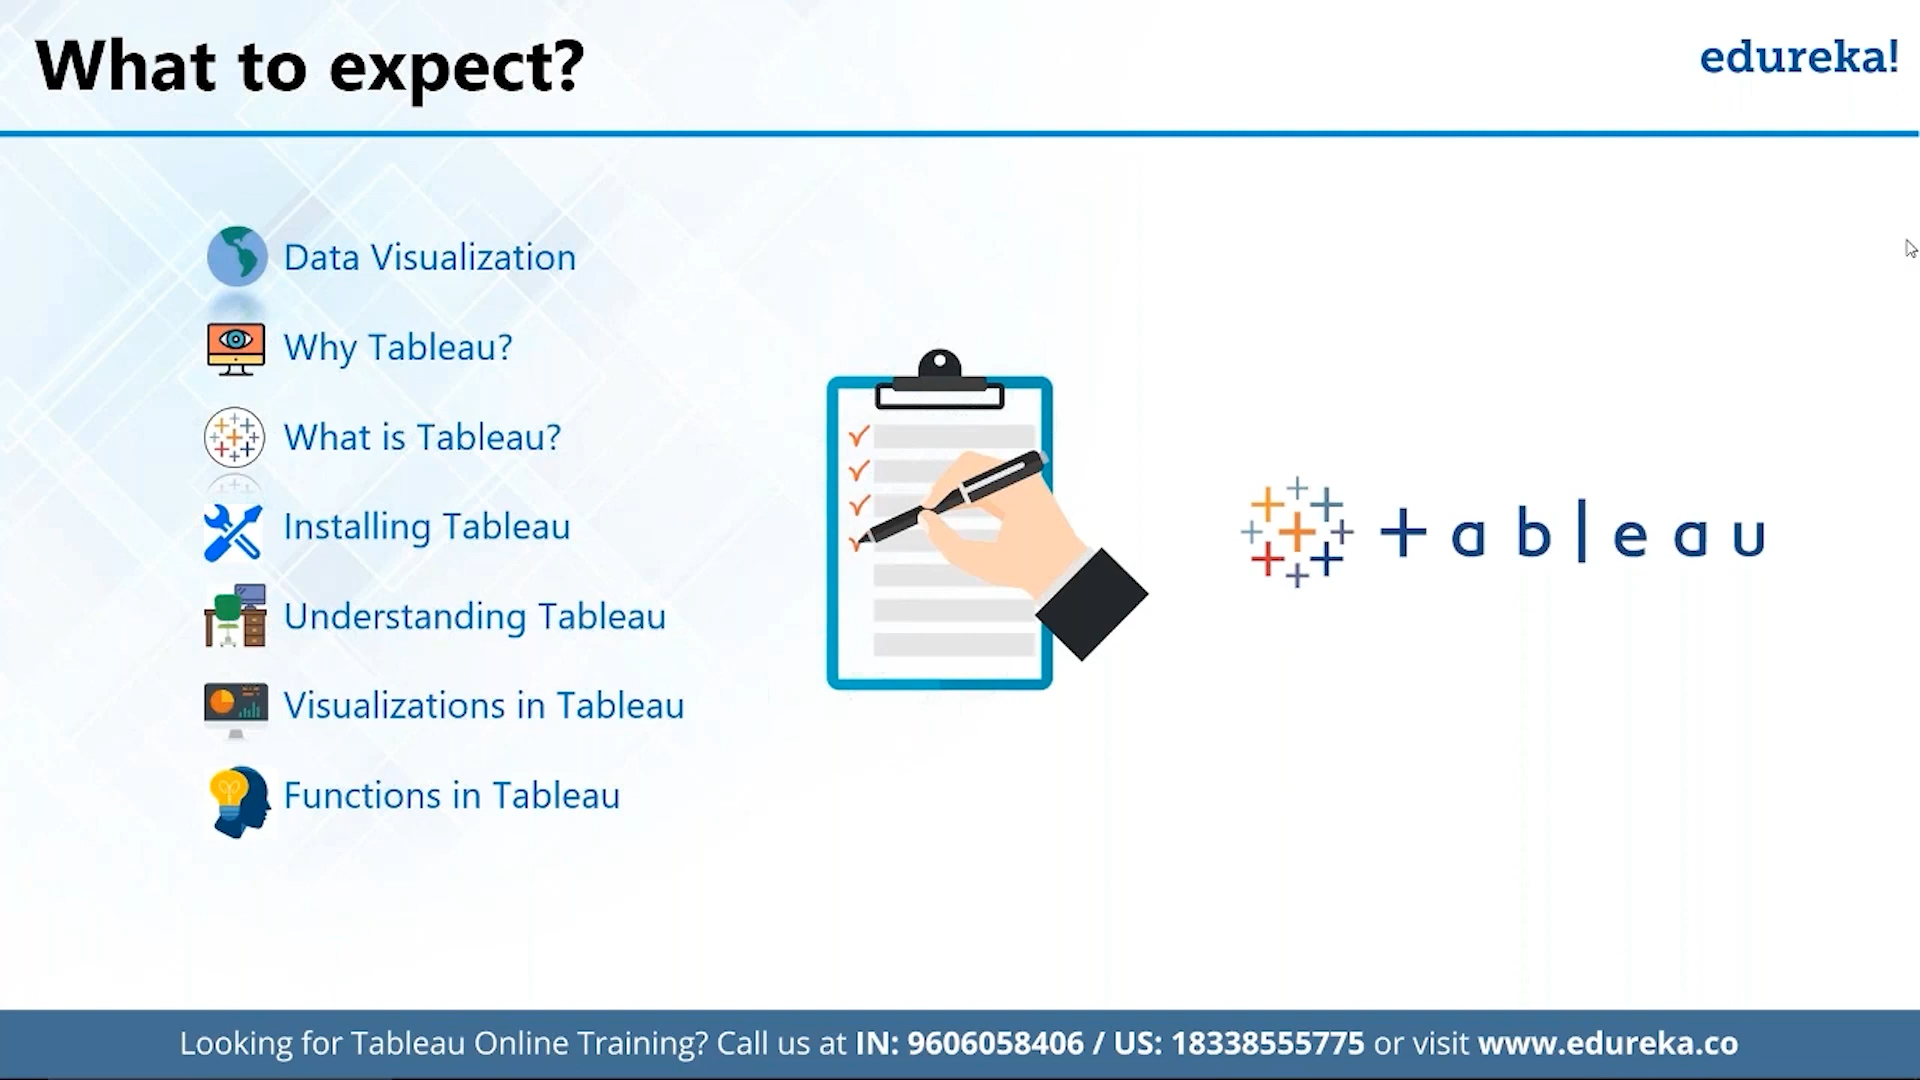 What to expect?
edureka!
Data Visualization
Why Tableau?
What is Tableau?
Installing Tableau
Understanding Tableau
Visualizations in Tableau
Functions in Tableau
+ableau
Looking for Tableau Online Training? Call us at IN: 9606058406 / US: 18338555775 or visit www.edureka.co